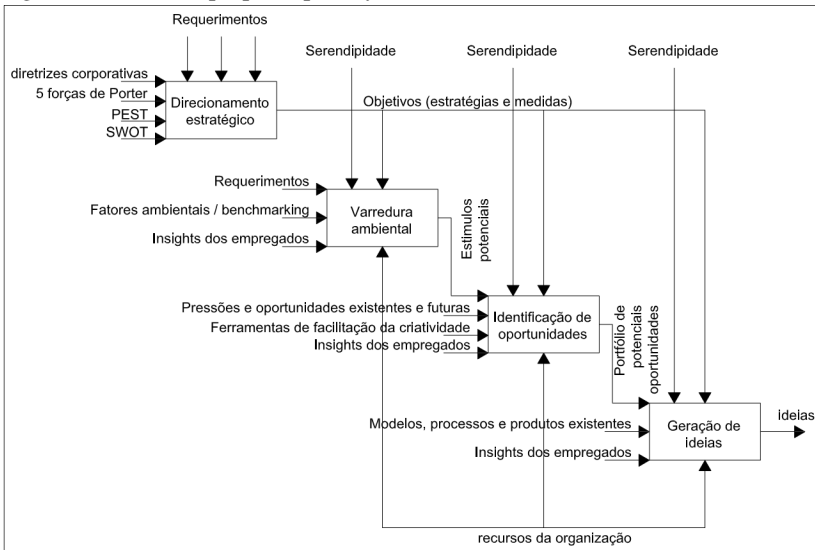 Requerimentos
Serendipidade
Serendipidade
Serendipidade
diretrizes corporativas
5 forças de Porter
PEST
SWOT
Direcionamento
estratégico
Objetivos (estratégias e medidas)
Requerimentos
Fatores ambientais / benchmarking
Insights dos empregados
Varredura
ambiental
Estímulos
potenciais
Pressões e oportunidades existentes e futuras
Ferramentas de facilitação da criatividade
Insights dos empregados
Identificação de
oportunidades
Portfólio de
potenciais
oportunidades
Modelos, processos e produtos existentes
Insights dos empregados
Geração de
ideias
ideias
recursos da organização